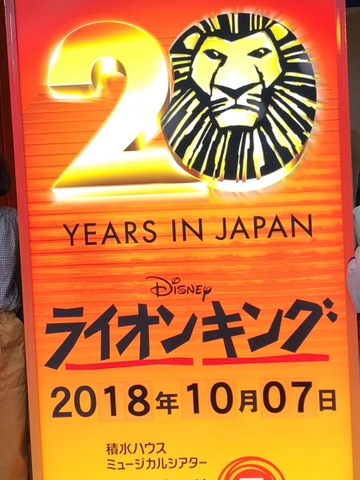 20
YEARS IN JAPAN
Disney
ライオンキング
2018年10月07日
積水ハウス
ミュージカルシアター